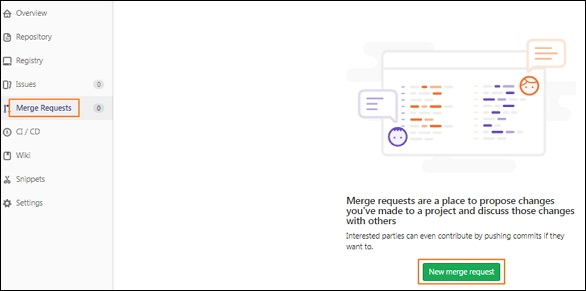 Overview
Repository
Registry
Issues 0
Merge Requests 0
CI / CD
Wiki
Snippets
Settings
Merge requests are a place to propose changes
you've made to a project and discuss those changes
with others
Interested parties can even contribute by pushing commits if they
want to.
New merge request